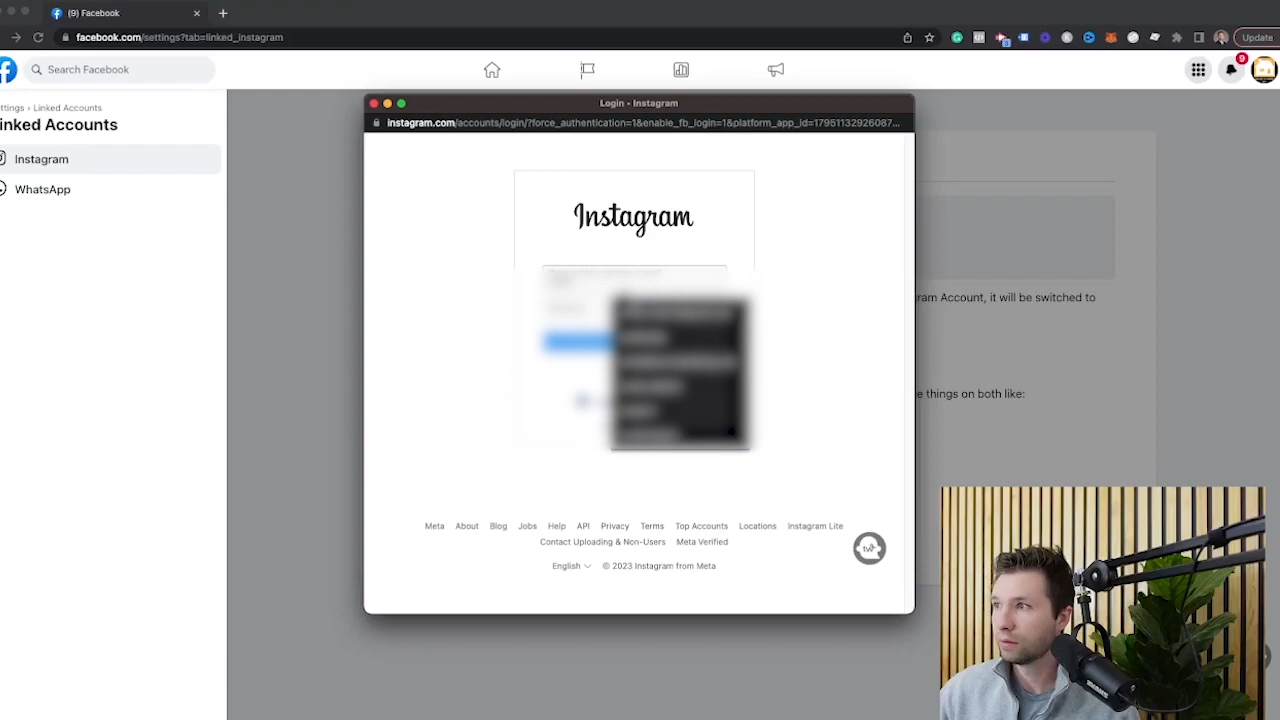 (9) Facebook
facebook.com/settings?tab=linked_instagram
Update
Search Facebook
9
ttings › Linked Accounts
inked Accounts
Instagram
WhatsApp
Login - Instagram
instagram.com/accounts/login/?force_authentication=1&enable_fb_login=1&platform_app_id=17951132926087...
Instagram
ram Account, it will be switched to
e things on both like:
Meta About Blog Jobs Help API Privacy Terms Top Accounts Locations Instagram Lite
Contact Uploading & Non-Users Meta Verified
English © 2023 Instagram from Meta